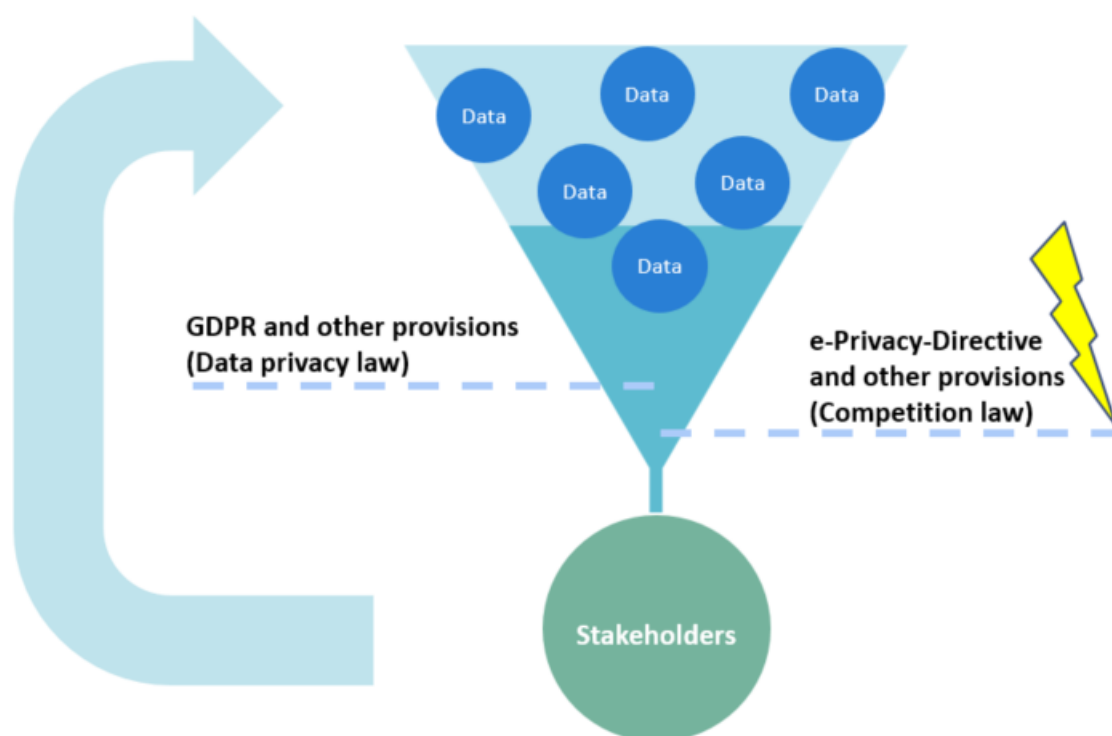 Data
Data
Data
Data
Data
Data
GDPR and other provisions
(Data privacy law)
e-Privacy-Directive
and other provisions
(Competition law)
Stakeholders